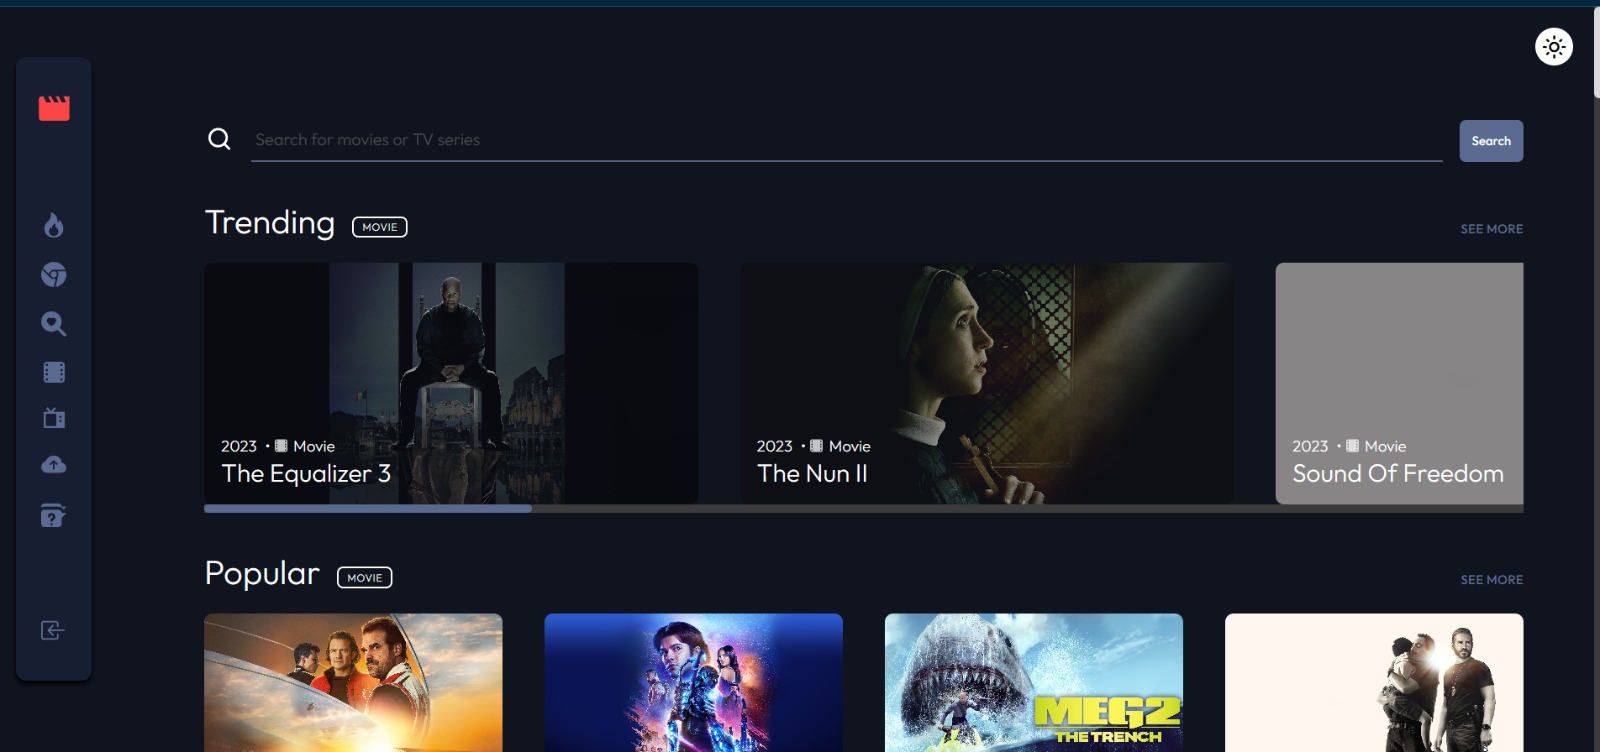 Search for movies or TV series
Search
Trending MOVIE
SEE MORE
2023 • Movie
The Equalizer 3
2023 • Movie
The Nun II
2023 • Movie
Sound Of Freedom
Popular MOVIE
SEE MORE
MEG2
THE TRENCH